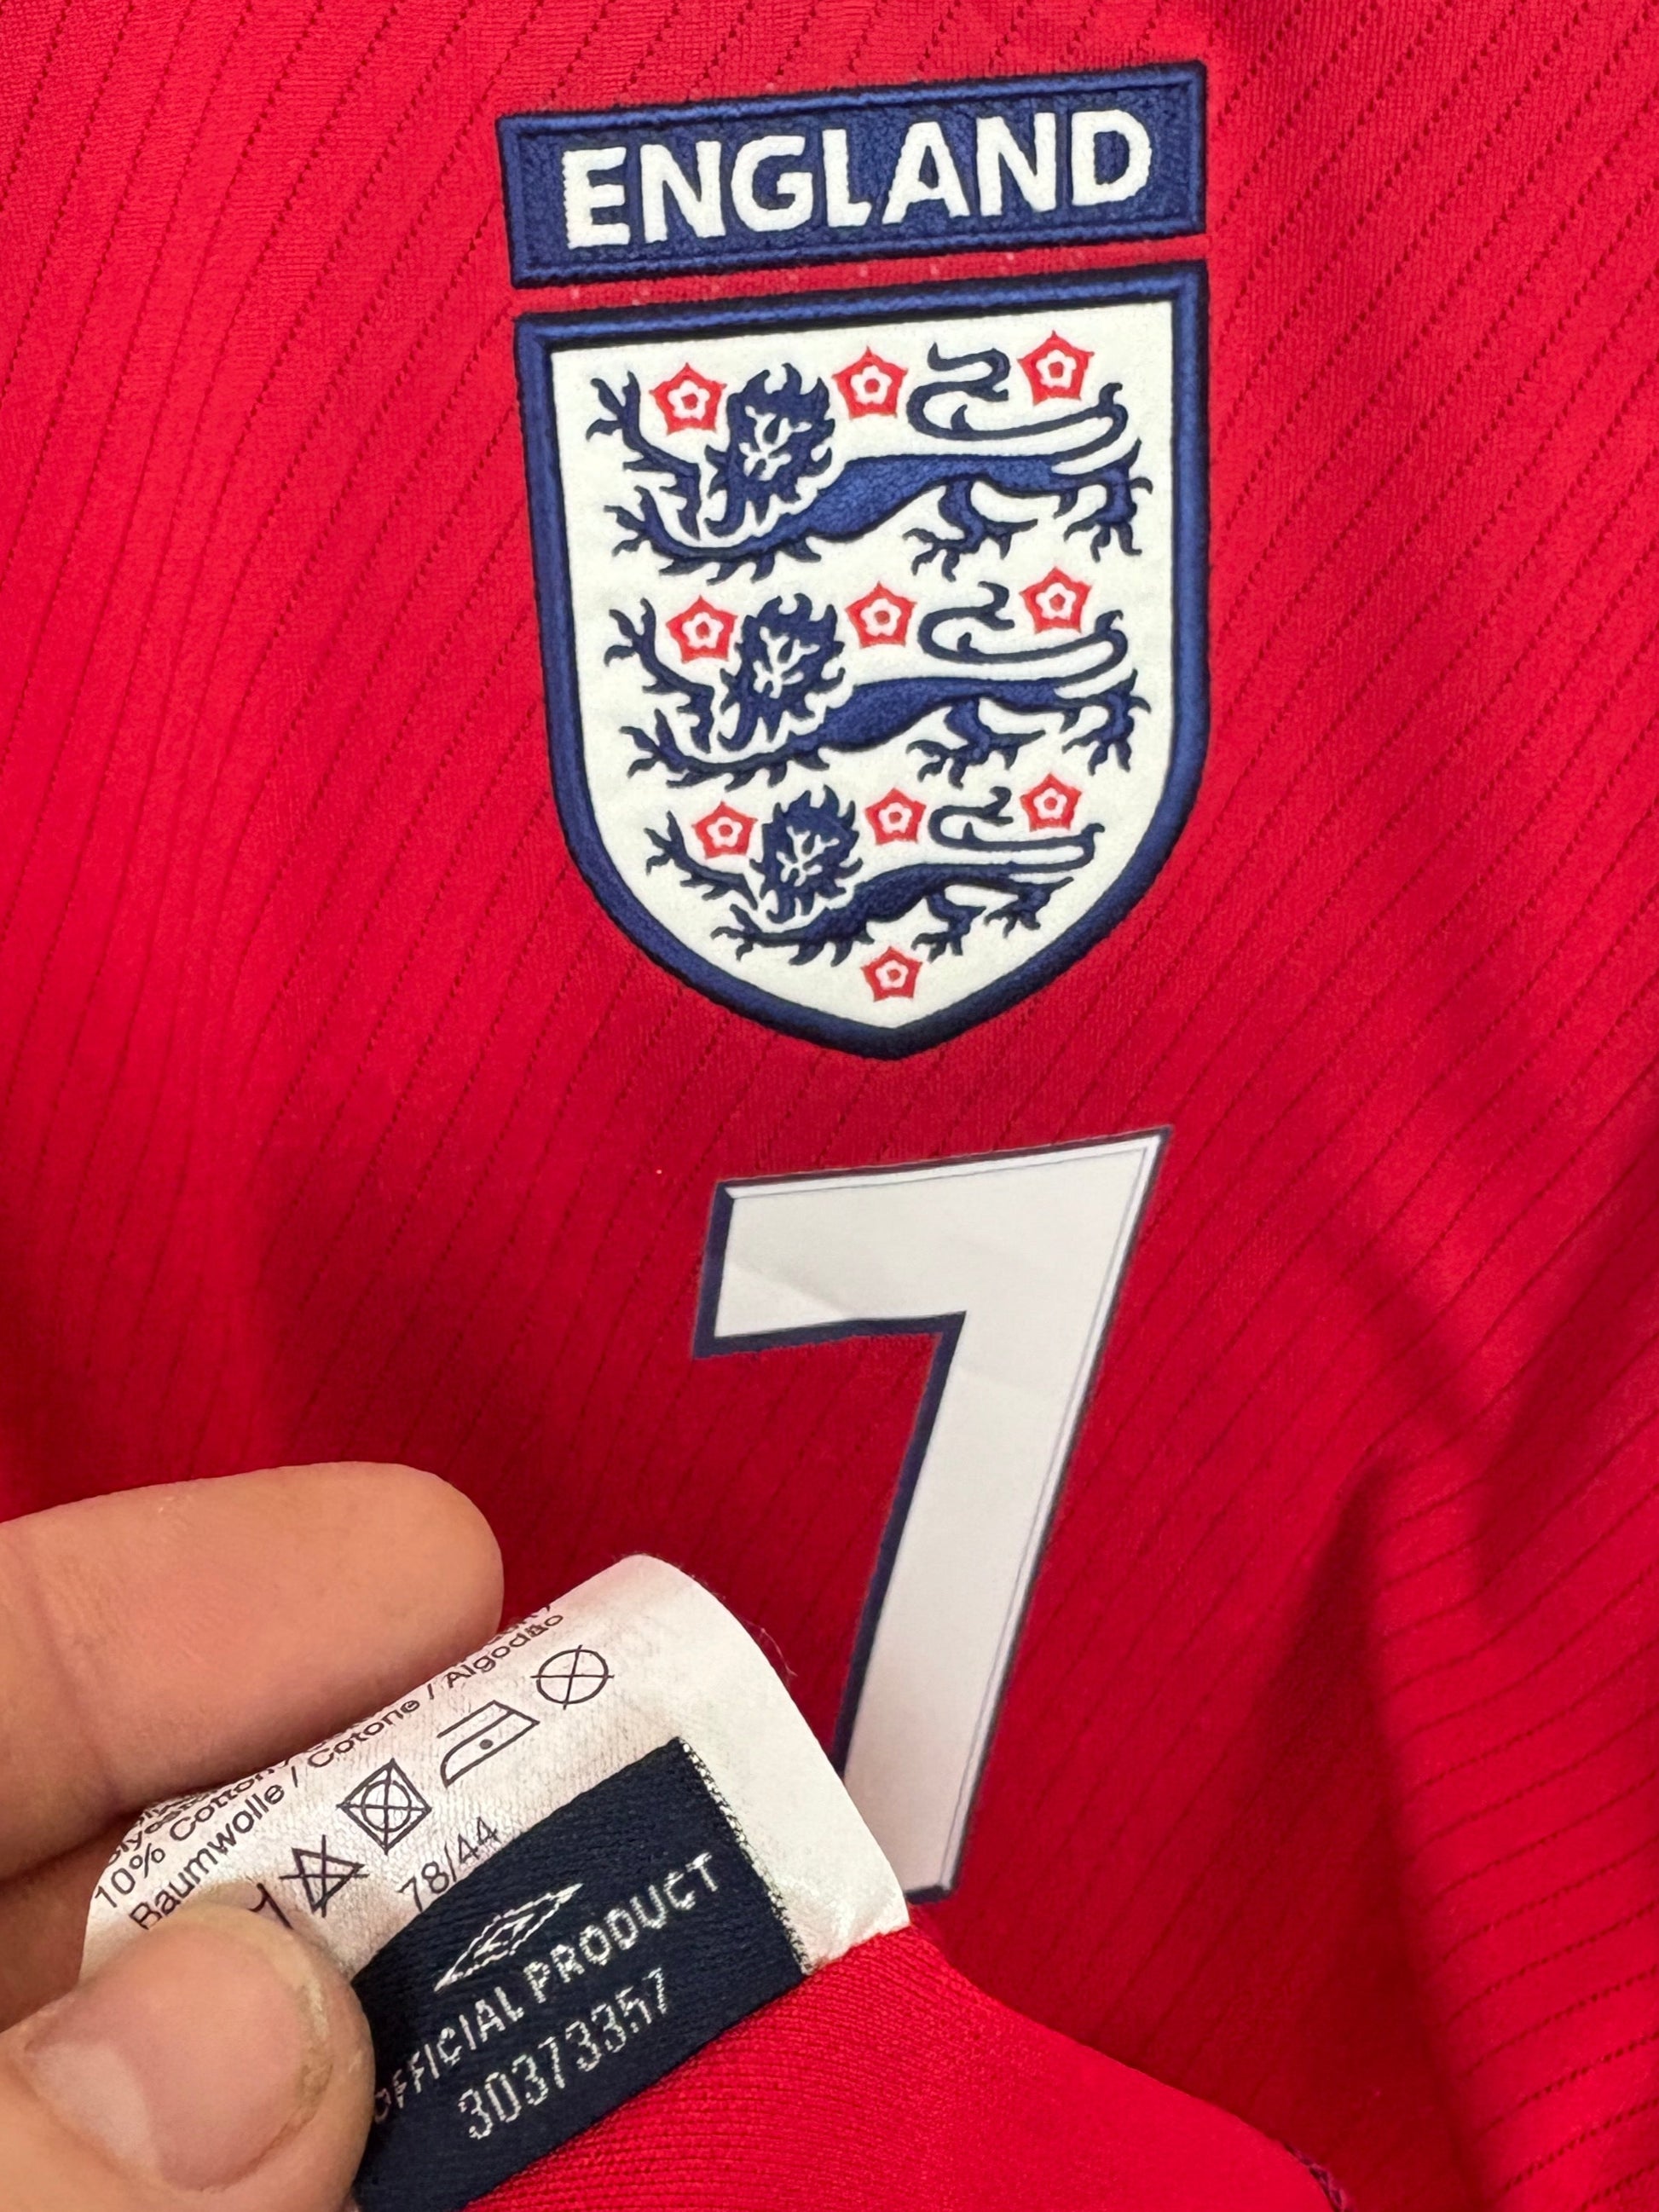 ENGLAND
7
Cotone / Algodão
10% Cotton
Baumwolle /
78/44
OFFICIAL PRODUCT
30373357